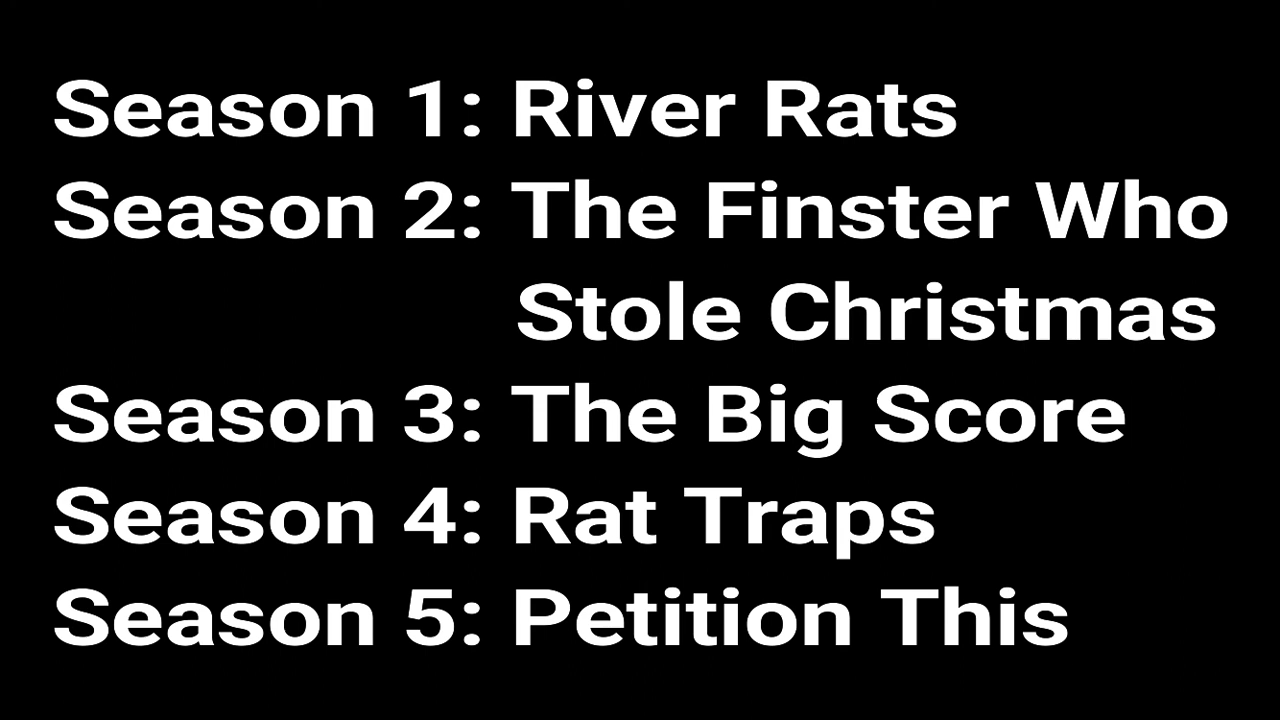 Season 1: River Rats
Season 2: The Finster Who
Stole Christmas
Season 3: The Big Score
Season 4: Rat Traps
Season 5: Petition This